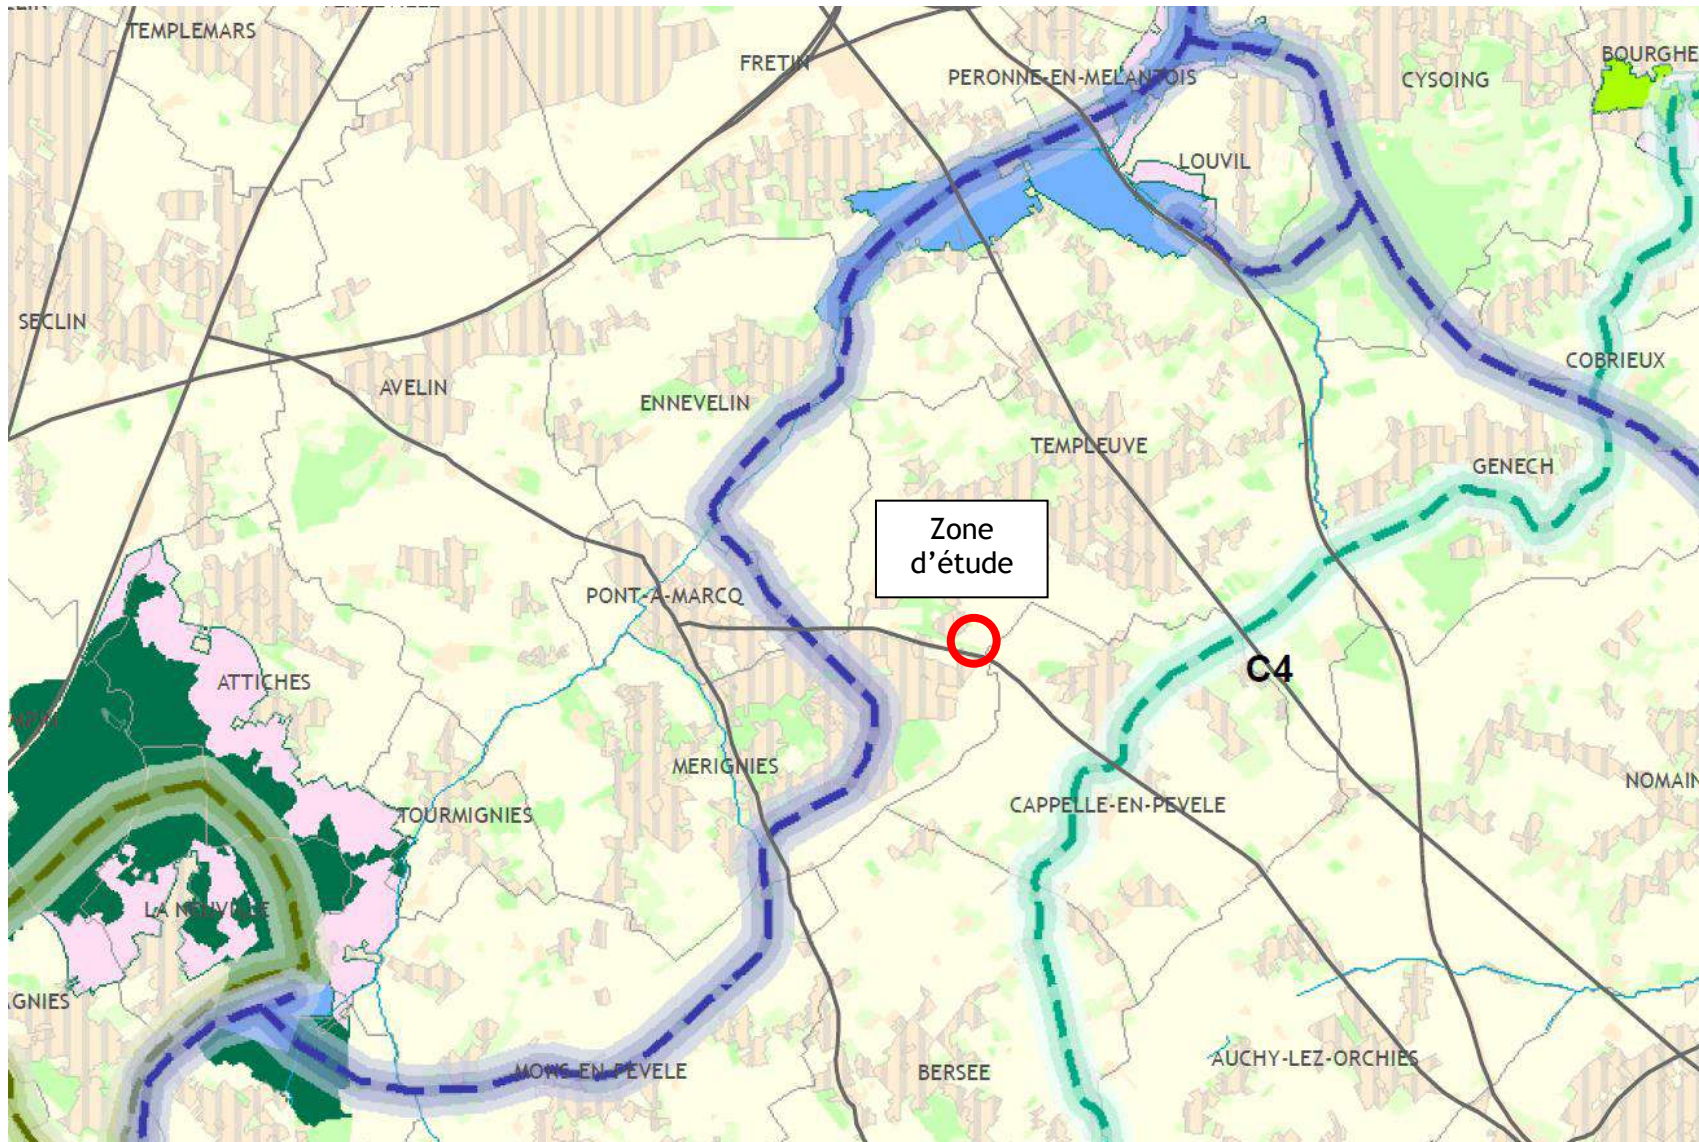 TEMPLEMARS
FRETIN
PERONNE-EN-MELANTOIS
CYSOING
BOURGHE
LOUVIL
SECLIN
AVELIN
ENNEVELIN
COBRIEUX
TEMPLEUVE
GENECH
Zone
d'étude
PONT-A-MARCQ
C4
ATTICHES
MERIGNIES
NOMAIN
CAPPELLE-EN-PEVELE
TOURMIGNIES
LA NEUVILLE
GNIES
MONS-EN-PEVELE
BERSEE
AUCHY-LEZ-ORCHIES